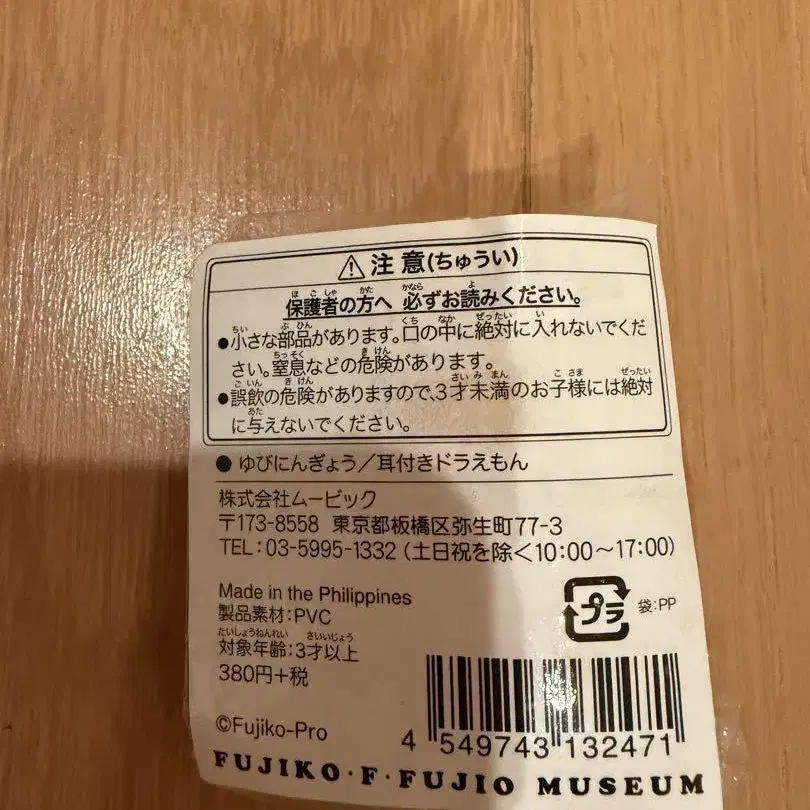 ⚠注意(ちゅうい)
保護者の方へ 必ずお読みください。
●小さな部品があります。口の中に絶対に入れないでくだ
さい。窒息などの危険があります。
●誤飲の危険がありますので、3才未満のお子様には絶対
に与えないでください。
●ゆびにんぎょう/耳付きドラえもん
株式会社ムービック
〒173-8558 東京都板橋区弥生町77-3
TEL:03-5995-1332(土日祝を除く10:00~17:00)
Made in the Philippines
製品素材:PVC
対象年齢:3才以上
380円+税
プラ 袋:PP
©Fujiko-Pro
4 549743 132471
FUJIKO・F・FUJIO MUSEUM